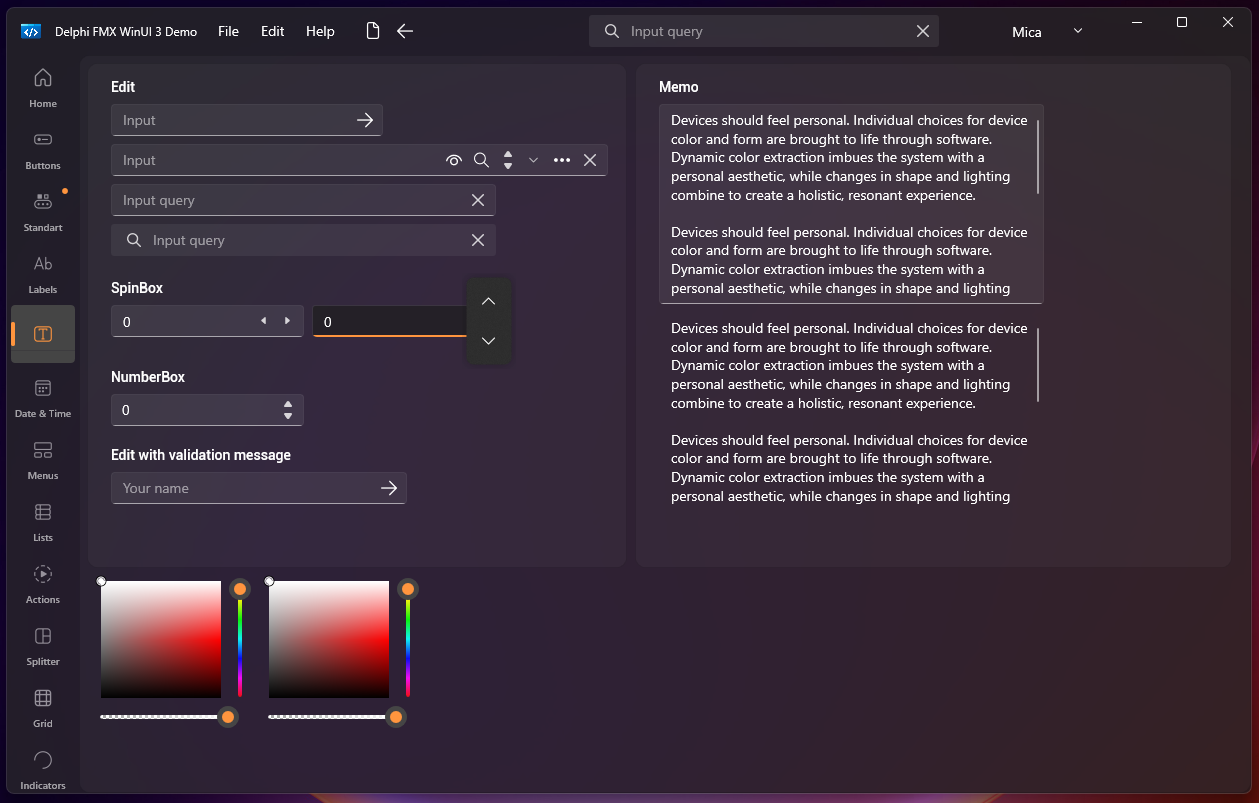 Delphi FMX WinUI 3 Demo File Edit Help Input query Mica
Home
Buttons
Standart
Ab
Labels
Date & Time
Menus
Lists
Actions
Splitter
Grid
Indicators
Edit
Input
Input
Input query
Input query
SpinBox
0 0
NumberBox
0
Edit with validation message
Your name
Memo
Devices should feel personal. Individual choices for device
color and form are brought to life through software.
Dynamic color extraction imbues the system with a
personal aesthetic, while changes in shape and lighting
combine to create a holistic, resonant experience.
Devices should feel personal. Individual choices for device
color and form are brought to life through software.
Dynamic color extraction imbues the system with a
personal aesthetic, while changes in shape and lighting
Devices should feel personal. Individual choices for device
color and form are brought to life through software.
Dynamic color extraction imbues the system with a
personal aesthetic, while changes in shape and lighting
combine to create a holistic, resonant experience.
Devices should feel personal. Individual choices for device
color and form are brought to life through software.
Dynamic color extraction imbues the system with a
personal aesthetic, while changes in shape and lighting